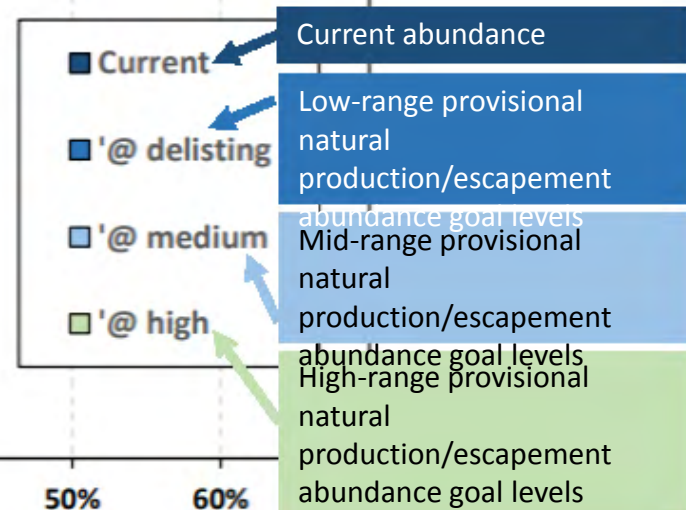 Current
'@ delisting
'@ medium
'@ high
50%
60%
Current abundance
Low-range provisional
natural
production/escapement
abundance goal levels
Mid-range provisional
natural
production/escapement
abundance goal levels
High-range provisional
natural
production/escapement
abundance goal levels